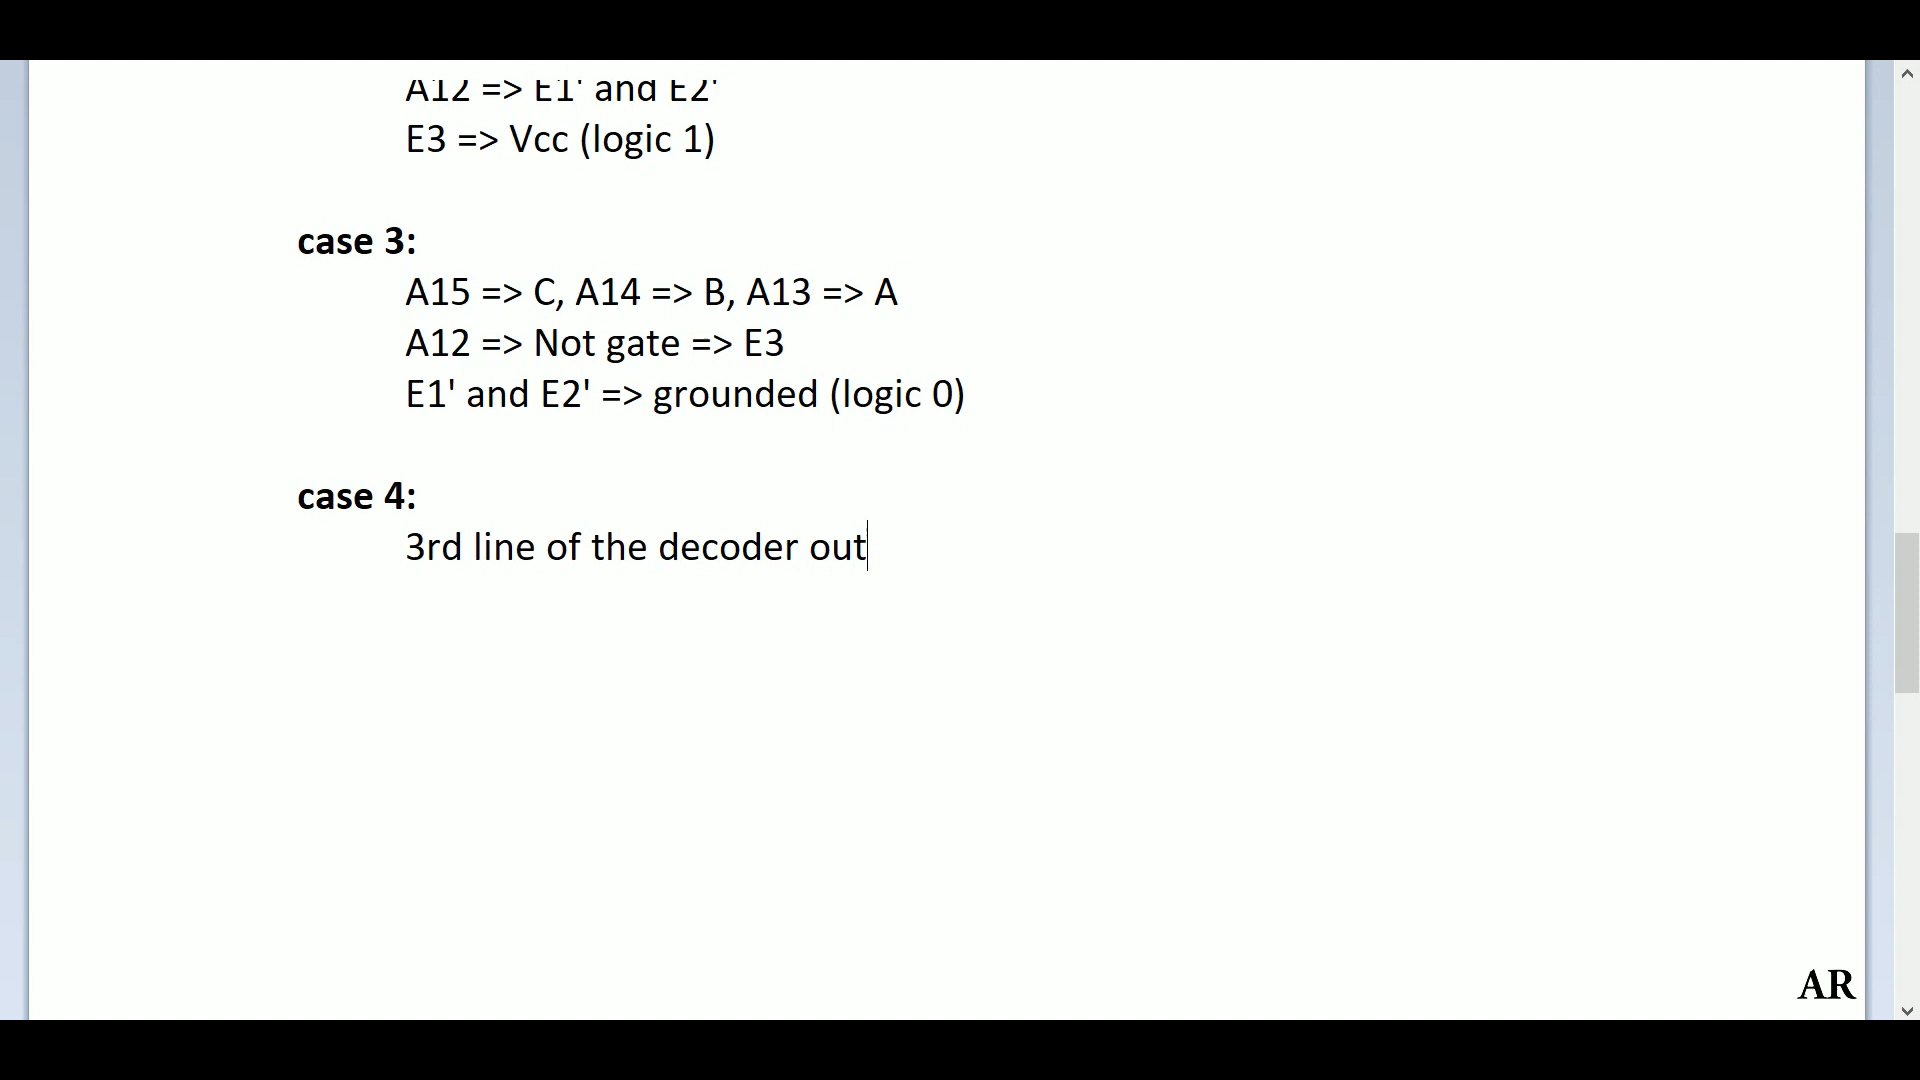 A12 => E1' and E2'
E3 => Vcc (logic 1)
case 3:
A15 => C, A14 => B, A13 => A
A12 => Not gate => E3
E1' and E2' => grounded (logic 0)
case 4:
3rd line of the decoder out
AR